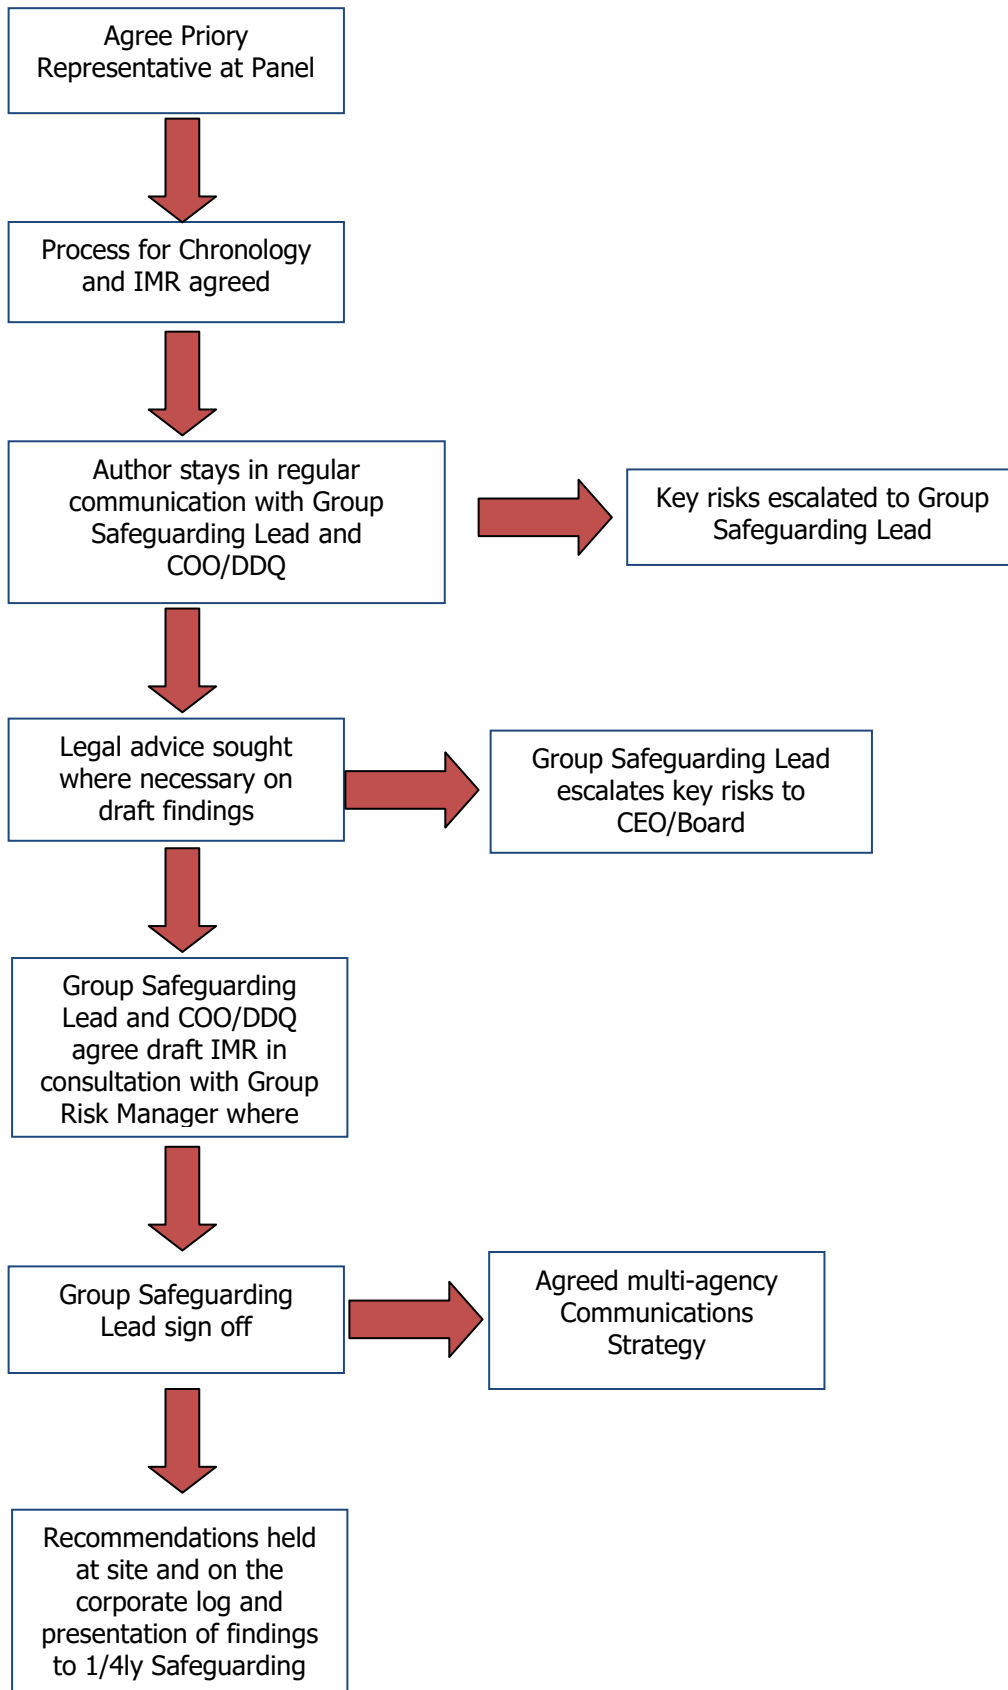 Agree Priory
Representative at Panel
Process for Chronology
and IMR agreed
Author stays in regular
communication with Group
Safeguarding Lead and
COO/DDQ
Key risks escalated to Group
Safeguarding Lead
Legal advice sought
where necessary on
draft findings
Group Safeguarding Lead
escalates key risks to
CEO/Board
Group Safeguarding
Lead and COO/DDQ
agree draft IMR in
consultation with Group
Risk Manager where
Group Safeguarding
Lead sign off
Agreed multi-agency
Communications
Strategy
Recommendations held
at site and on the
corporate log and
presentation of findings
to 1/4ly Safeguarding